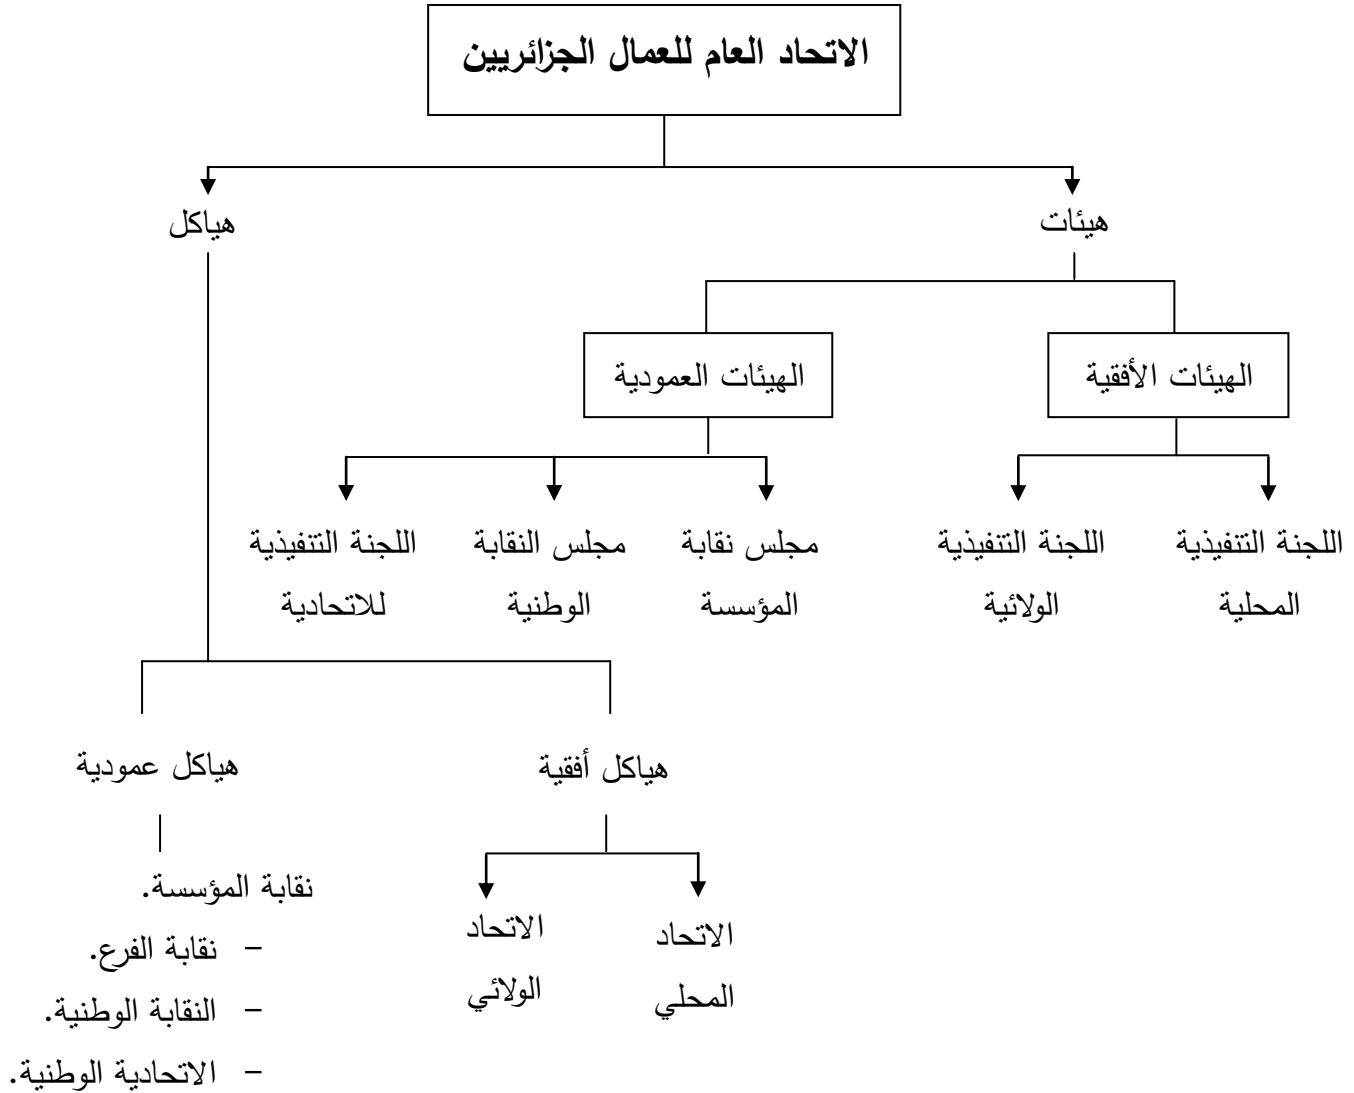 الاتحاد العام للعمال الجزائريين
هيئات
هياكل
الهيئات الأفقية
الهيئات العمودية
اللجنة التنفيذية
المحلية
اللجنة التنفيذية
الولائية
مجلس نقابة
المؤسسة
مجلس النقابة
الوطنية
اللجنة التنفيذية
للاتحادية
هياكل أفقية
هياكل عمودية
الاتحاد
المحلي
الاتحاد
الولائي
نقابة المؤسسة.
– نقابة الفرع.
– النقابة الوطنية.
– الاتحادية الوطنية.